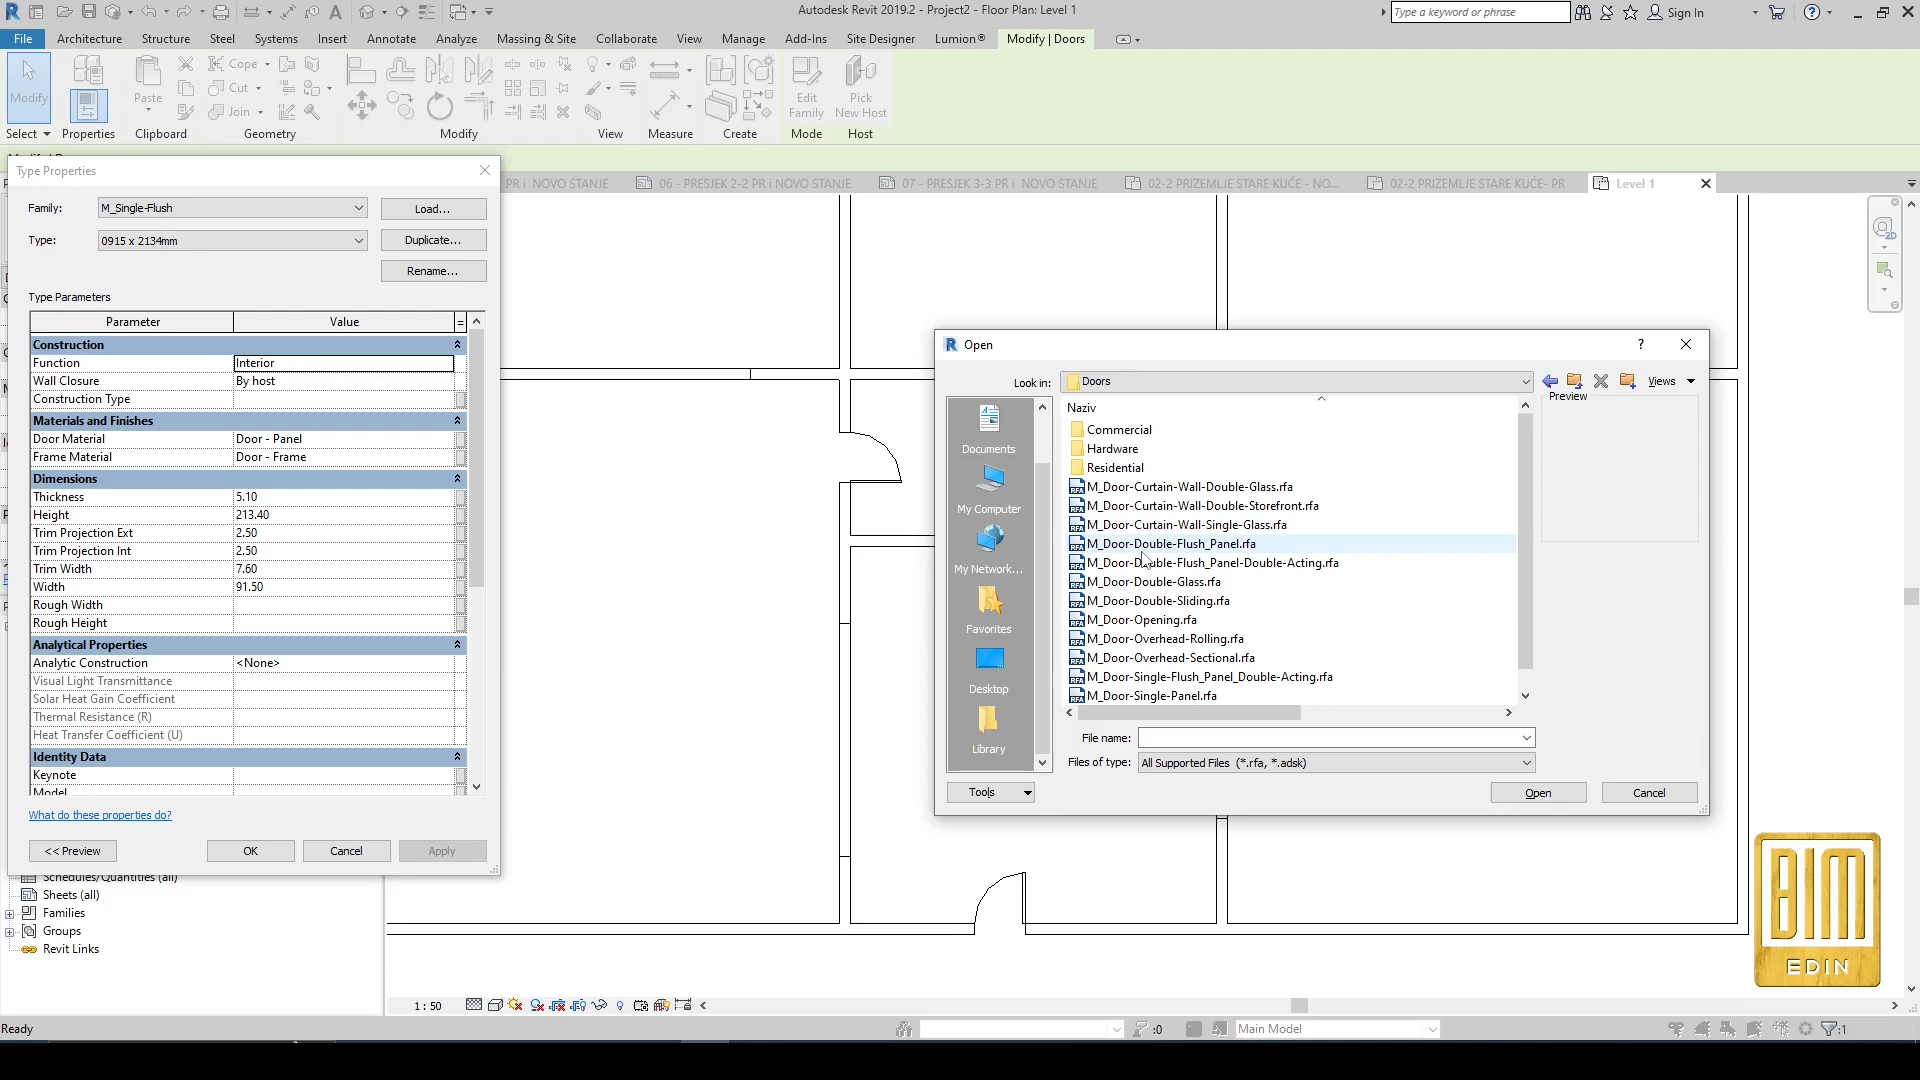 Autodesk Revit 2019.2 - Project2 - Floor Plan: Level 1
Type a keyword or phrase
Sign In
File Architecture Structure Steel Systems Insert Annotate Analyze Massing & Site Collaborate View Manage Add-Ins Site Designer Lumion® Modify | Doors
Modify
Paste
Cope
Cut
Join
Edit Family
Pick New Host
Select Properties Clipboard Geometry Modify View Measure Create Mode Host
PR i NOVO STANJE
06 - PRESJEK 2-2 PR i NOVO STANJE
07 - PRESJEK 3-3 PR i NOVO STANJE
02-2 PRIZEMLJE STARE KUĆE - NO...
02-2 PRIZEMLJE STARE KUĆE- PR
Level 1
Type Properties
Family: M_Single-Flush Load...
Type: 0915 x 2134mm Duplicate...
Rename...
Type Parameters
Parameter Value =
Construction
Function Interior
Wall Closure By host
Construction Type
Materials and Finishes
Door Material Door - Panel
Frame Material Door - Frame
Dimensions
Thickness 5.10
Height 213.40
Trim Projection Ext 2.50
Trim Projection Int 2.50
Trim Width 7.60
Width 91.50
Rough Width
Rough Height
Analytical Properties
Analytic Construction <None>
Visual Light Transmittance
Solar Heat Gain Coefficient
Thermal Resistance (R)
Heat Transfer Coefficient (U)
Identity Data
Keynote
Model
What do these properties do?
<< Preview OK Cancel Apply
Schedules/Quantities (all)
Sheets (all)
Families
Groups
Revit Links
Open
Look in: Doors Views
Preview
Documents
My Computer
My Network...
Favorites
Desktop
Library
Naziv
Commercial
Hardware
Residential
M_Door-Curtain-Wall-Double-Glass.rfa
M_Door-Curtain-Wall-Double-Storefront.rfa
M_Door-Curtain-Wall-Single-Glass.rfa
M_Door-Double-Flush_Panel.rfa
M_Door-Double-Flush_Panel-Double-Acting.rfa
M_Door-Double-Glass.rfa
M_Door-Double-Sliding.rfa
M_Door-Opening.rfa
M_Door-Overhead-Rolling.rfa
M_Door-Overhead-Sectional.rfa
M_Door-Single-Flush_Panel_Double-Acting.rfa
M_Door-Single-Panel.rfa
File name:
Files of type: All Supported Files (*.rfa, *.adsk)
Tools Open Cancel
BIM
EDIN
1 : 50
Ready
:0
Main Model
:1